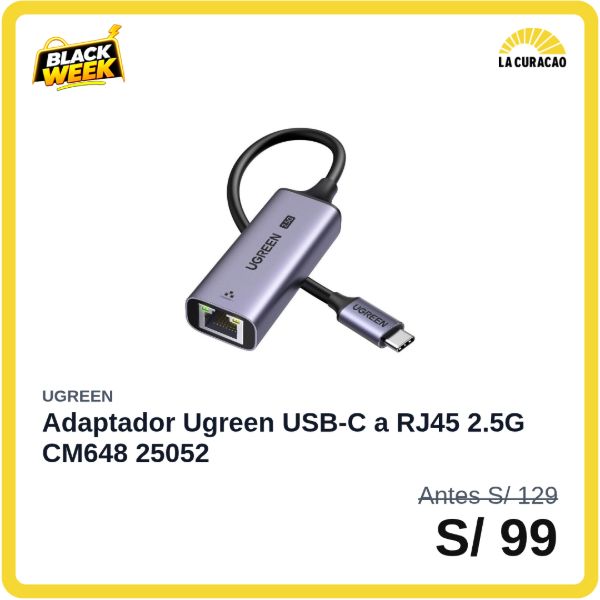 BLACK
WEEK
LA CURACAO
UGREEN
2.5G
UGREEN
UGREEN
Adaptador Ugreen USB-C a RJ45 2.5G
CM648 25052
Antes S/ 129
S/ 99